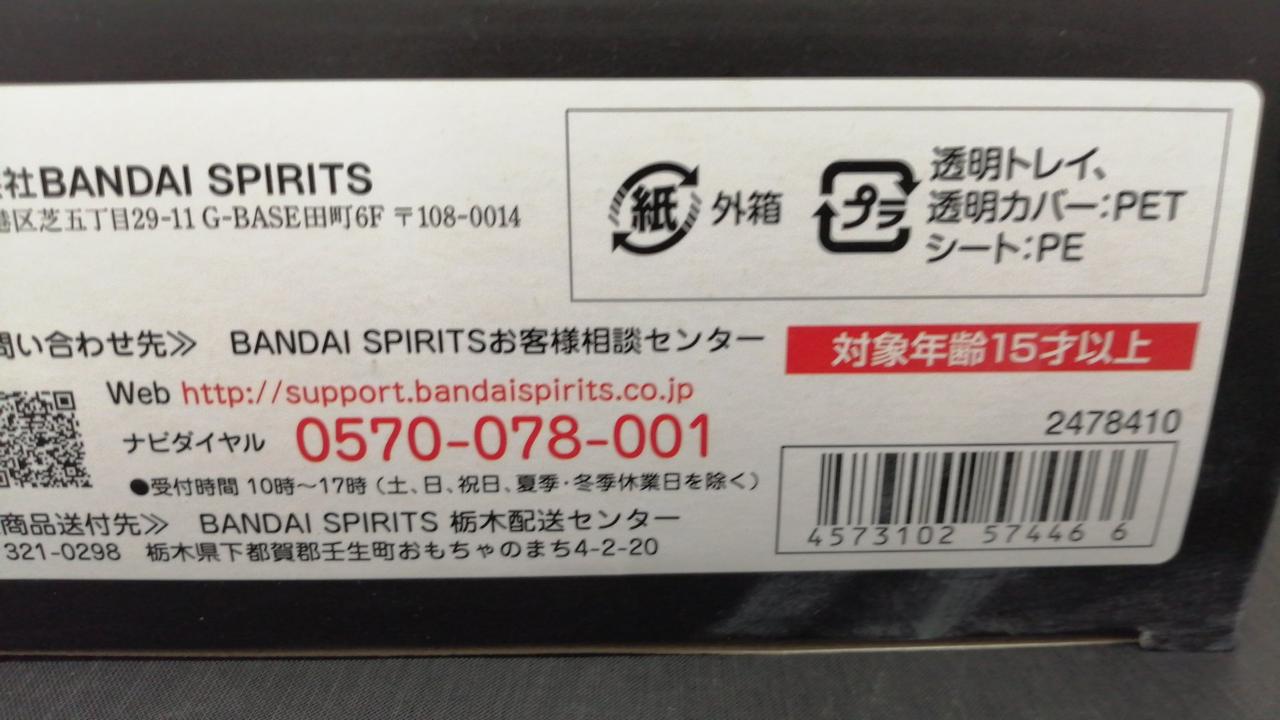 社BANDAI SPIRITS
港区芝五丁目29-11 G-BASE田町6F 〒108-0014
紙 外箱
プラ 透明トレイ、
透明カバー:PET
シート:PE
問い合わせ先≫ BANDAI SPIRITSお客様相談センター
対象年齢15才以上
Web http://support.bandaispirits.co.jp
ナビダイヤル 0570-078-001
●受付時間 10時〜17時(土、日、祝日、夏季・冬季休業日を除く)
商品送付先≫ BANDAI SPIRITS 栃木配送センター
321-0298 栃木県下都賀郡壬生町おもちゃのまち4-2-20
2478410
4573102 57446 6